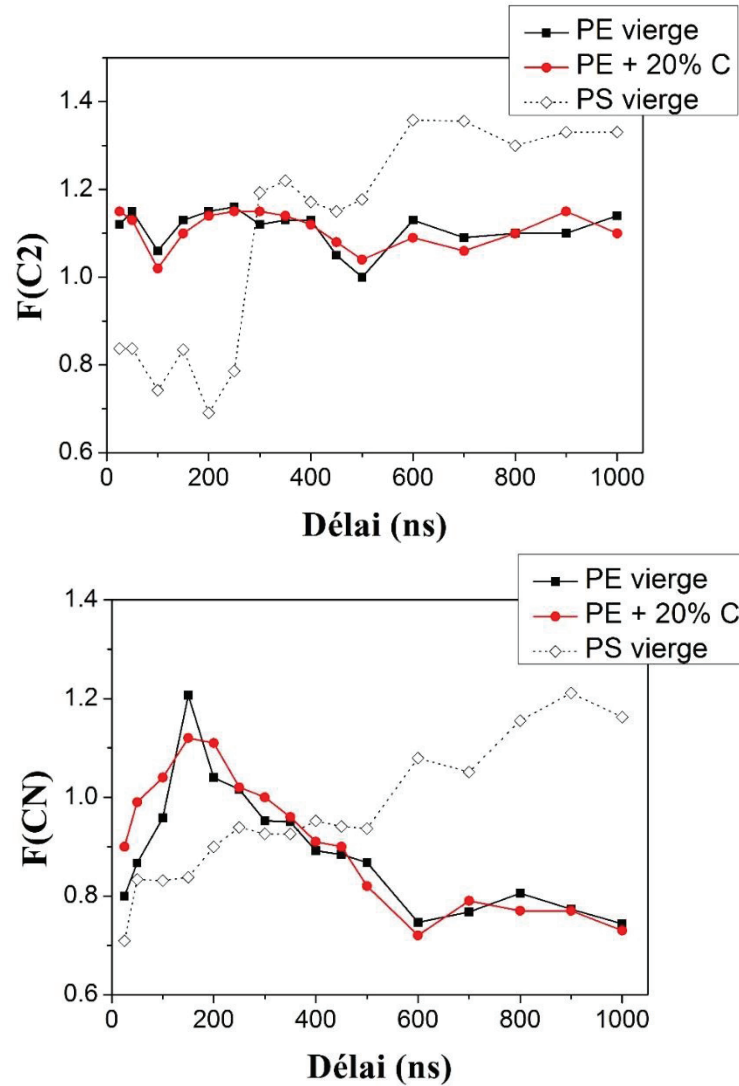 PE vierge
PE + 20% C
PS vierge
1.4
1.2
1.0
0.8
0.6
F(C2)
0 200 400 600 800 1000
Délai (ns)
PE vierge
PE + 20% C
PS vierge
1.4
1.2
1.0
0.8
0.6
F(CN)
0 200 400 600 800 1000
Délai (ns)